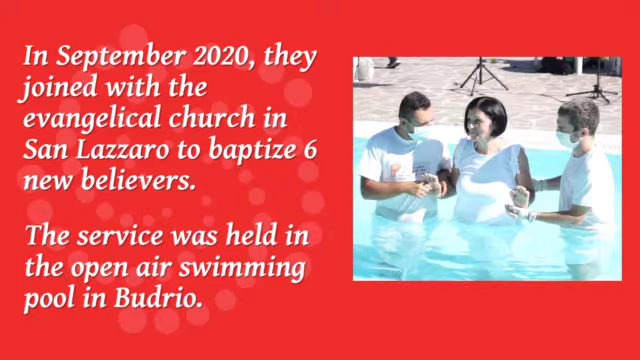 In September 2020, they
joined with the
evangelical church in
San Lazzaro to baptize 6
new believers.
The service was held in
the open air swimming
pool in Budrio.